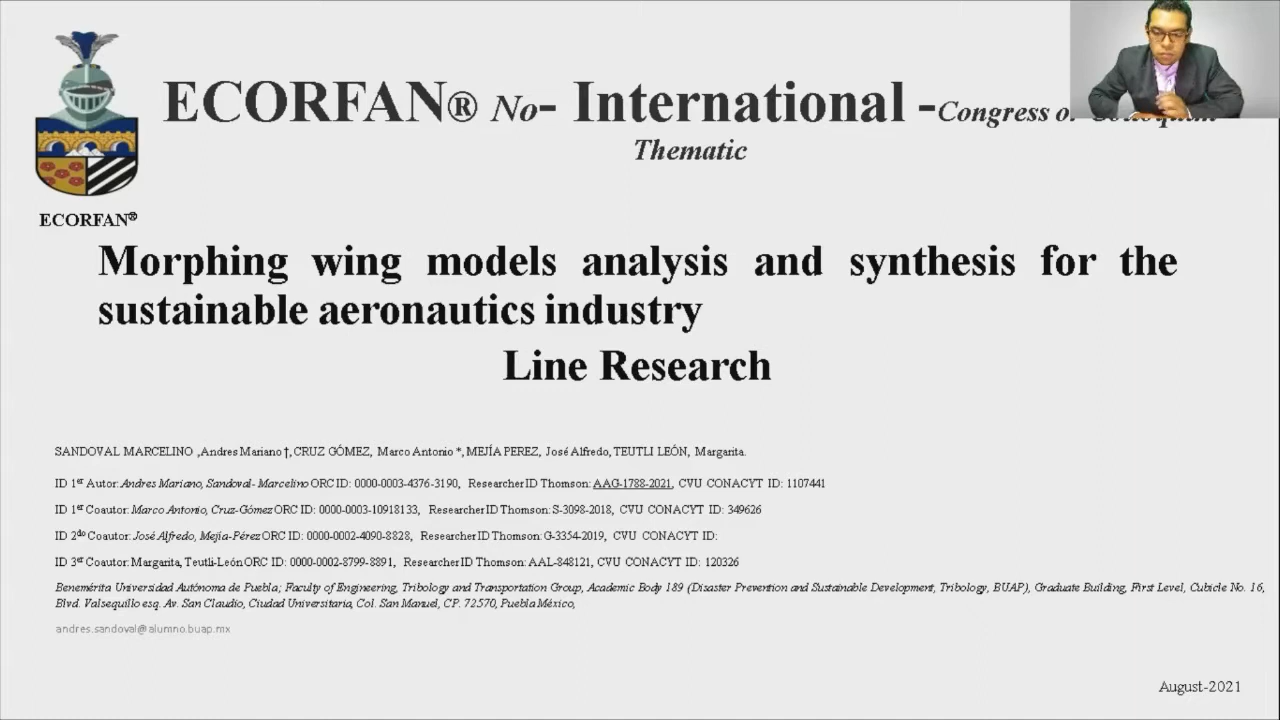 ECORFAN® No- International -Congress or
Thematic
ECORFAN®
Morphing wing models analysis and synthesis for the
sustainable aeronautics industry
Line Research
SANDOVAL MARCELINO ,Andres Mariano †, CRUZ GÓMEZ, Marco Antonio *, MEJÍA PEREZ, José Alfredo, TEUTLI LEÓN, Margarita.
ID 1er Autor: Andres Mariano, Sandoval- Marcelino ORC ID: 0000-0003-4376-3190, Researcher ID Thomson: AAG-1788-2021, CVU CONACYT ID: 1107441
ID 1er Coautor: Marco Antonio, Cruz-Gómez ORC ID: 0000-0003-10918133, Researcher ID Thomson: S-3098-2018, CVU CONACYT ID: 349626
ID 2do Coautor: José Alfredo, Mejía-Pérez ORC ID: 0000-0002-4090-8828, Researcher ID Thomson: G-3354-2019, CVU CONACYT ID:
ID 3er Coautor: Margarita, Teutli-León ORC ID: 0000-0002-8799-8891, Researcher ID Thomson: AAL-848121, CVU CONACYT ID: 120326
Benemérita Universidad Autónoma de Puebla; Faculty of Engineering, Tribology and Transportation Group, Academic Body 189 (Disaster Prevention and Sustainable Development, Tribology, BUAP), Graduate Building, First Level, Cubicle No. 16,
Blvd. Valsequillo esq. Av. San Claudio, Ciudad Universitaria, Col. San Manuel, CP. 72570, Puebla México,
andres.sandoval@alumno.buap.mx
August-2021